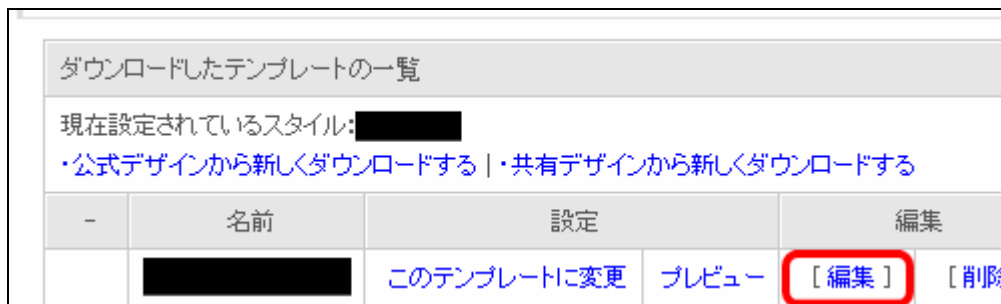 ダウンロードしたテンプレートの一覧
現在設定されているスタイル:
・公式デザインから新しくダウンロードする | ・共有デザインから新しくダウンロードする
- 名前 設定 編集
このテンプレートに変更 プレビュー [ 編集 ] [ 削除